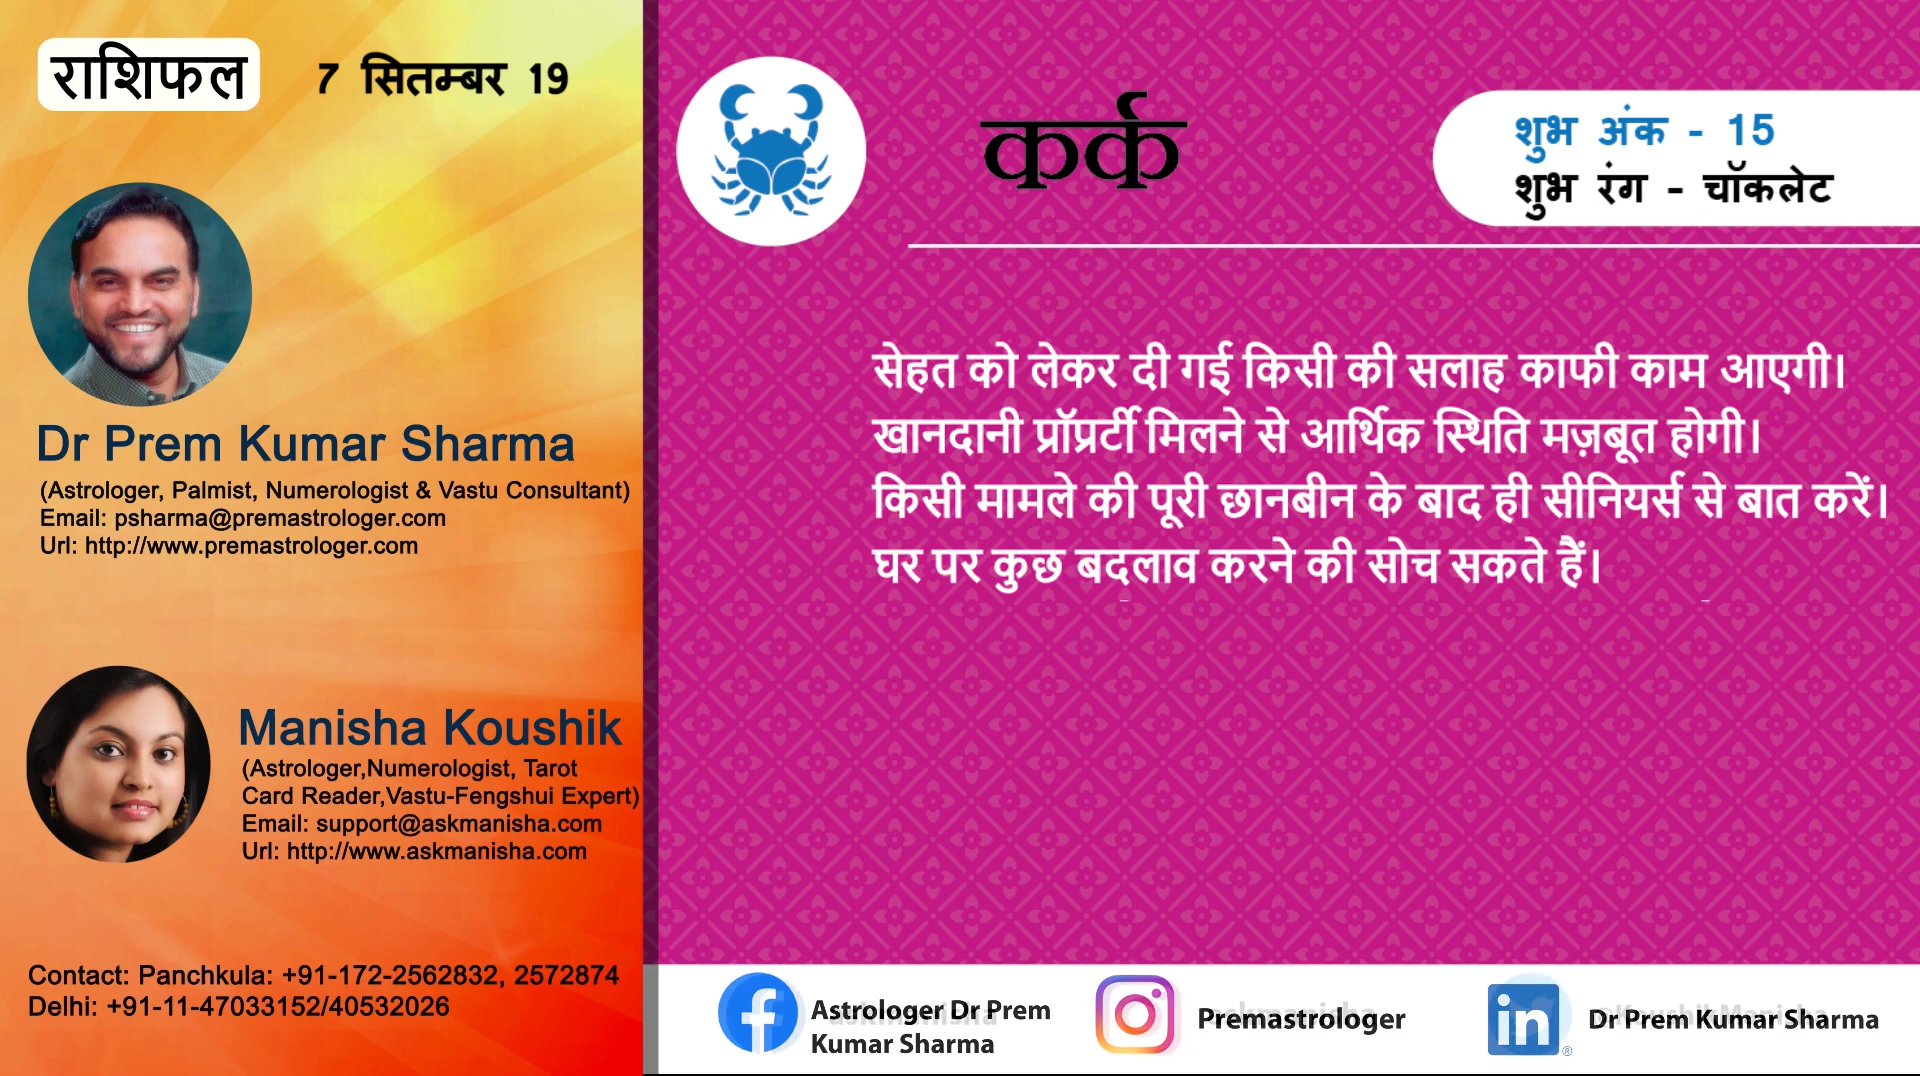 राशिफल
7 सितम्बर 19
Dr Prem Kumar Sharma
(Astrologer, Palmist, Numerologist & Vastu Consultant)
Email: psharma@premastrologer.com
Url: http://www.premastrologer.com
Manisha Koushik
(Astrologer,Numerologist, Tarot
Card Reader,Vastu-Fengshui Expert)
Email: support@askmanisha.com
Url: http://www.askmanisha.com
Contact: Panchkula: +91-172-2562832, 2572874
Delhi: +91-11-47033152/40532026
कर्क
शुभ अंक - 15
शुभ रंग - चॉकलेट
सेहत को लेकर दी गई किसी की सलाह काफी काम आएगी।
खानदानी प्रॉप्रर्टी मिलने से आर्थिक स्थिति मज़बूत होगी।
किसी मामले की पूरी छानबीन के बाद ही सीनियर्स से बात करें।
घर पर कुछ बदलाव करने की सोच सकते हैं।
Astrologer Dr Prem
Kumar Sharma
Premastrologer
in
Dr Prem Kumar Sharma